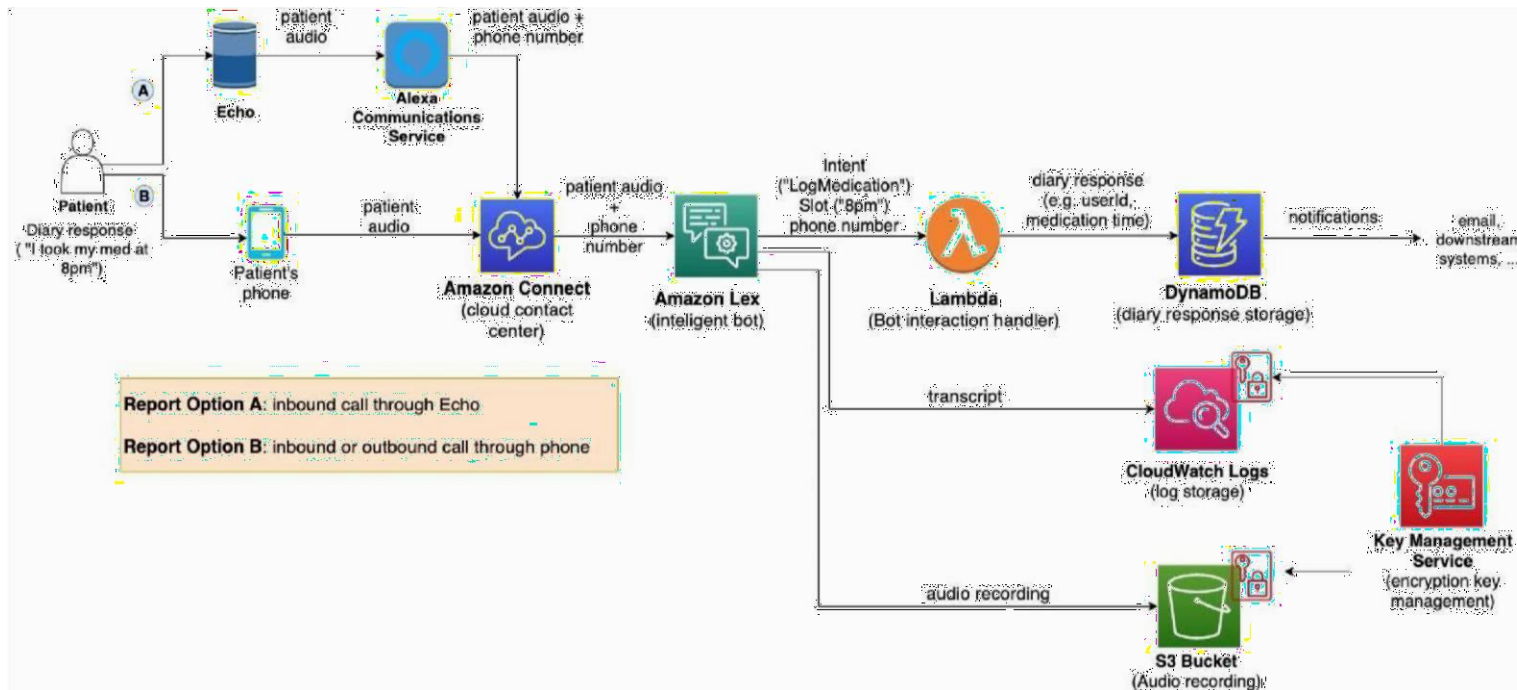 patient
audio
patient audio +
phone number
A
Echo
Alexa
Communications
Service
B
Patient
Diary response
( "I took my med at
8pm")
Patient's
phone
patient
audio
Amazon Connect
(cloud contact
center)
patient audio
+
phone
number
Amazon Lex
(inteligent bot)
Intent
("LogMedication")
Slot ("8pm")
phone number
Lambda
(Bot interaction handler)
diary response
(e.g. userId,
medication time)
DynamoDB
(diary response storage)
notifications
email,
downstream
systems, ...
Report Option A: inbound call through Echo
Report Option B: inbound or outbound call through phone
transcript
CloudWatch Logs
(log storage)
Key Management
Service
(encryption key
management)
audio recording
S3 Bucket
(Audio recording)